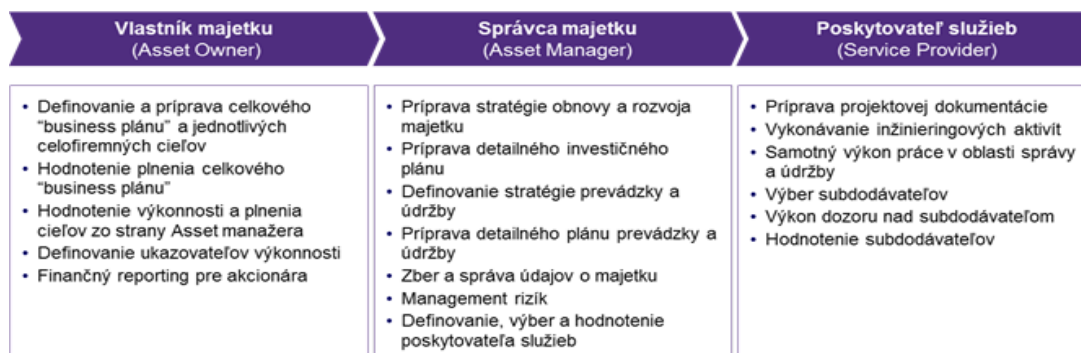 Vlastník majetku
(Asset Owner)
Správca majetku
(Asset Manager)
Poskytovateľ služieb
(Service Provider)
• Definovanie a príprava celkového
“business plánu” a jednotlivých
celofiremných cieľov
• Hodnotenie plnenia celkového
“business plánu”
• Hodnotenie výkonnosti a plnenia
cieľov zo strany Asset manažera
• Definovanie ukazovateľov výkonnosti
• Finančný reporting pre akcionára
• Príprava stratégie obnovy a rozvoja
majetku
• Príprava detailného investičného
plánu
• Definovanie stratégie prevádzky a
údržby
• Príprava detailného plánu prevádzky a
údržby
• Zber a správa údajov o majetku
• Management rizík
• Definovanie, výber a hodnotenie
poskytovateľa služieb
• Príprava projektovej dokumentácie
• Vykonávanie inžinieringových aktivít
• Samotný výkon práce v oblasti správy
a údržby
• Výber subdodávateľov
• Výkon dozoru nad subdodávateľom
• Hodnotenie subdodávateľov